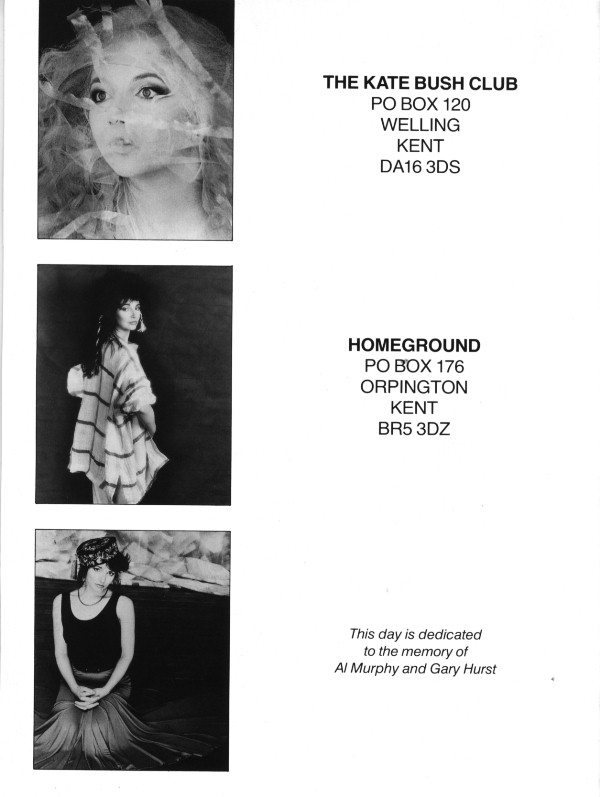 THE KATE BUSH CLUB
PO BOX 120
WELLING
KENT
DA16 3DS
HOMEGROUND
PO BOX 176
ORPINGTON
KENT
BR5 3DZ
This day is dedicated
to the memory of
Al Murphy and Gary Hurst